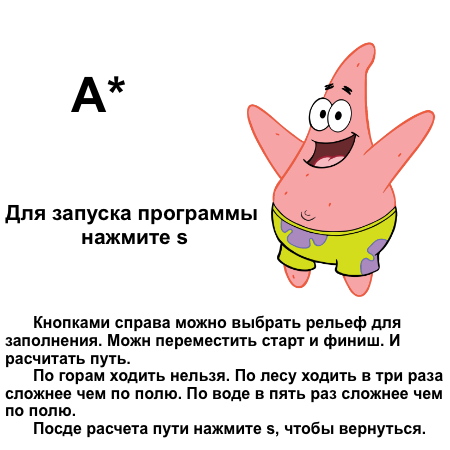 A*
Для запуска программы
нажмите s
Кнопками справа можно выбрать рельеф для
заполнения. Можн переместить старт и финиш. И
расчитать путь.
По горам ходить нельзя. По лесу ходить в три раза
сложнее чем по полю. По воде в пять раз сложнее чем
по полю.
Посде расчета пути нажмите s, чтобы вернуться.